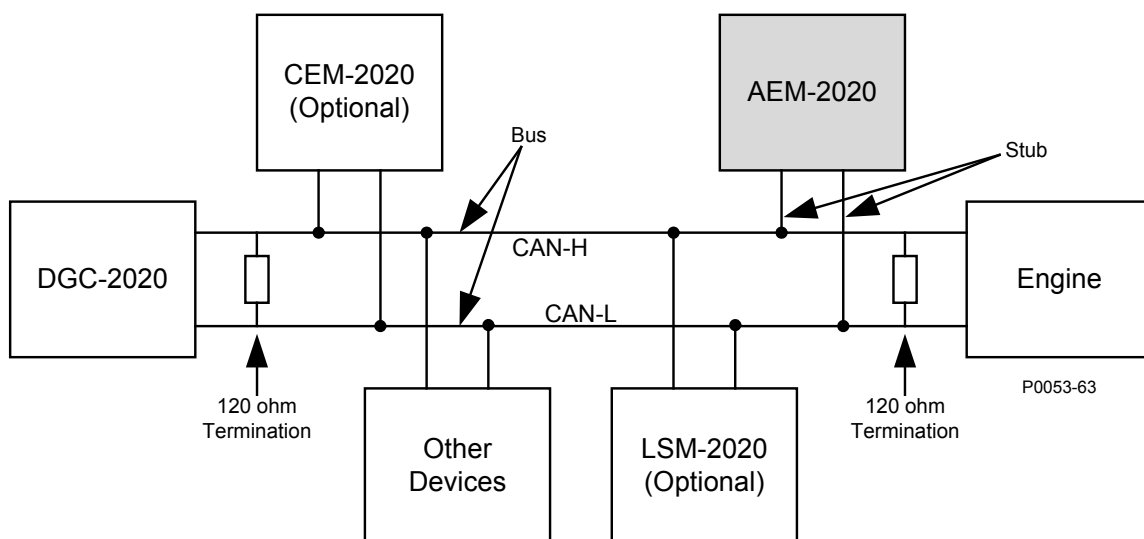 CEM-2020
(Optional)
AEM-2020
Bus
Stub
DGC-2020
CAN-H
Engine
CAN-L
P0053-63
120 ohm
Termination
Other
Devices
LSM-2020
(Optional)
120 ohm
Termination